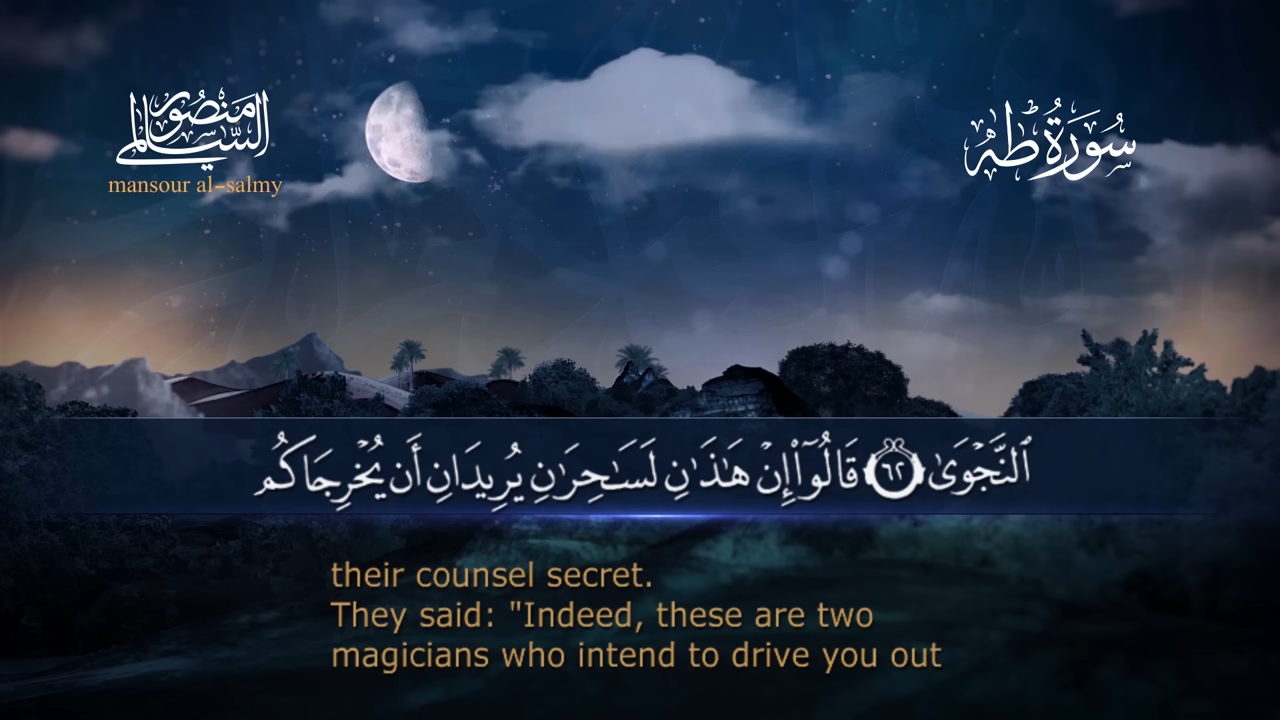 منصور السالمي
mansour al-salmy
سُورَةُ طه
ٱلنَّجْوَىٰ ٦٢ قَالُوٓا۟ إِنْ هَـٰذَٰنِ لَسَـٰحِرَٰنِ يُرِيدَانِ أَن يُخْرِجَاكُم
their counsel secret.
They said: "Indeed, these are two
magicians who intend to drive you out